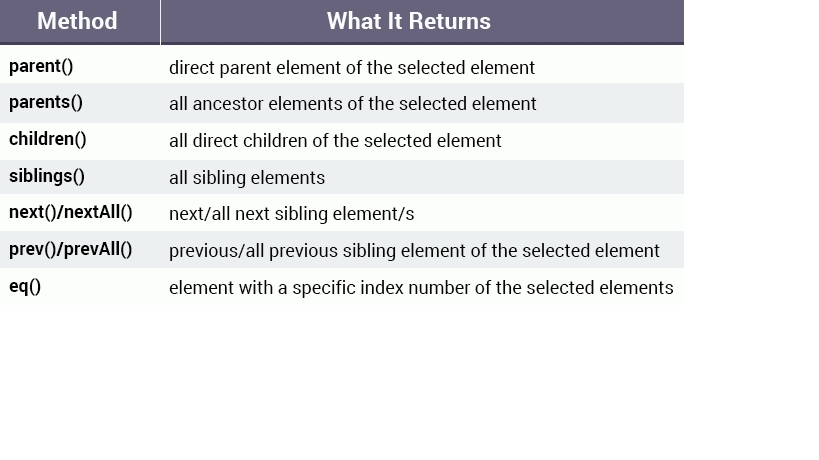 Method What It Returns
parent() direct parent element of the selected element
parents() all ancestor elements of the selected element
children() all direct children of the selected element
siblings() all sibling elements
next()/nextAll() next/all next sibling element/s
prev()/prevAll() previous/all previous sibling element of the selected element
eq() element with a specific index number of the selected elements